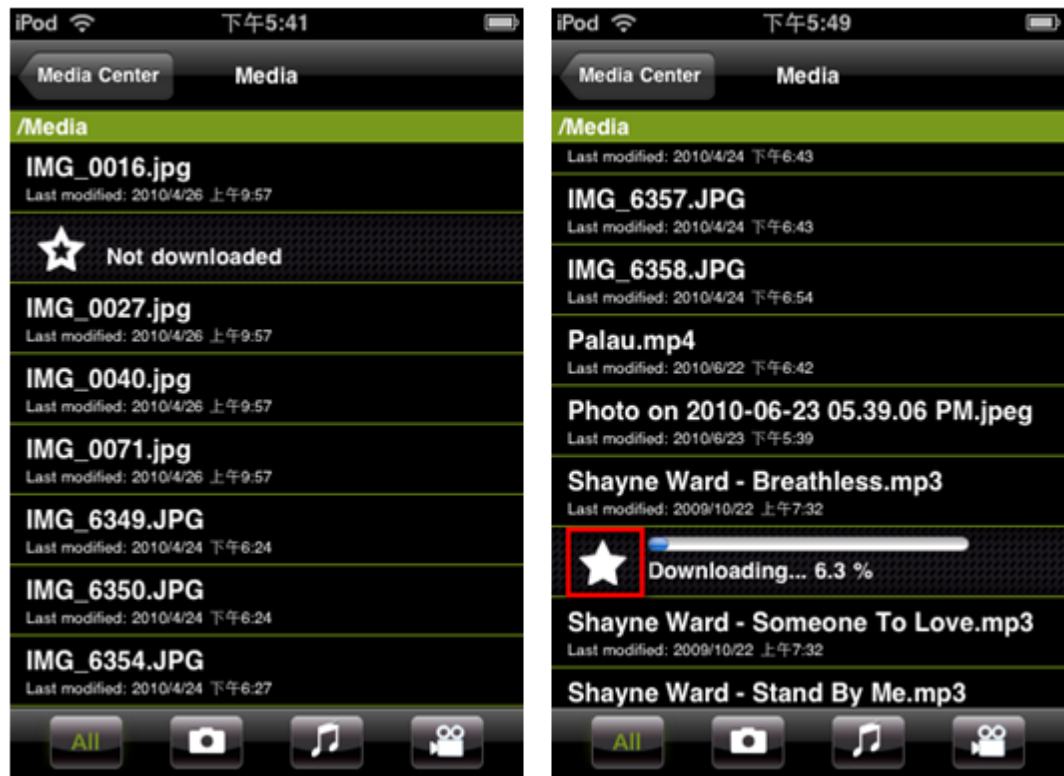 iPod 下午5:41
Media Center Media
/Media
IMG_0016.jpg
Last modified: 2010/4/26 上午9:57
Not downloaded
IMG_0027.jpg
Last modified: 2010/4/26 上午9:57
IMG_0040.jpg
Last modified: 2010/4/26 上午9:57
IMG_0071.jpg
Last modified: 2010/4/26 上午9:57
IMG_6349.JPG
Last modified: 2010/4/24 下午6:24
IMG_6350.JPG
Last modified: 2010/4/24 下午6:24
IMG_6354.JPG
Last modified: 2010/4/24 下午6:27
All
iPod 下午5:49
Media Center Media
/Media
Last modified: 2010/4/24 下午6:43
IMG_6357.JPG
Last modified: 2010/4/24 下午6:43
IMG_6358.JPG
Last modified: 2010/4/24 下午6:54
Palau.mp4
Last modified: 2010/6/22 下午6:42
Photo on 2010-06-23 05.39.06 PM.jpeg
Last modified: 2010/6/23 下午5:39
Shayne Ward - Breathless.mp3
Last modified: 2009/10/22 上午7:32
Downloading... 6.3 %
Shayne Ward - Someone To Love.mp3
Last modified: 2009/10/22 上午7:32
Shayne Ward - Stand By Me.mp3
All